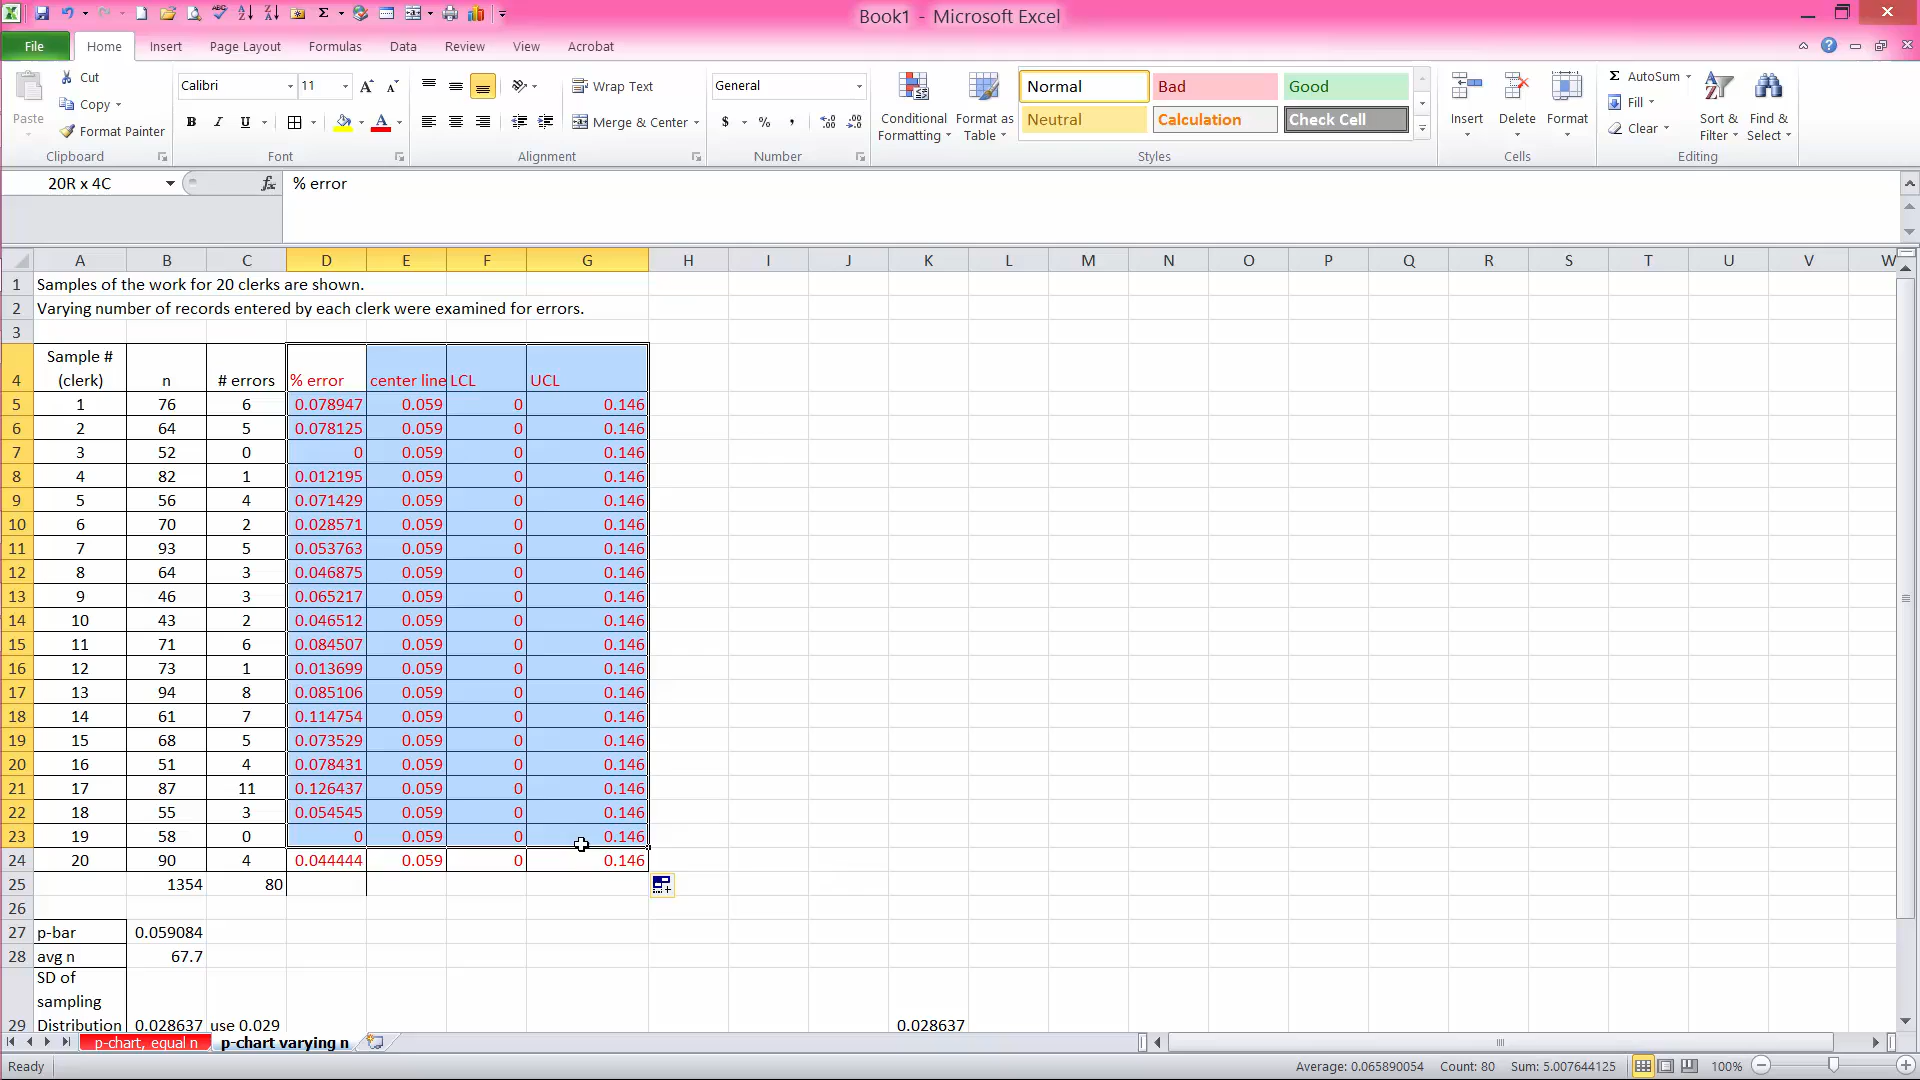 Book1 - Microsoft Excel
File Home Insert Page Layout Formulas Data Review View Acrobat
Paste
Cut
Copy
Format Painter
Clipboard
Calibri 11
B I U
Font
Wrap Text
Merge & Center
Alignment
General
$ % ,
Number
Conditional Formatting
Format as Table
Normal Bad Good
Neutral Calculation Check Cell
Styles
Insert Delete Format
Cells
AutoSum
Fill
Clear
Sort & Filter
Find & Select
Editing
20R x 4C fx % error
A B C D E F G H I J K L M N O P Q R S T U V W
1 Samples of the work for 20 clerks are shown.
2 Varying number of records entered by each clerk were examined for errors.
3
4 Sample # (clerk) n # errors % error center line LCL UCL
5 1 76 6 0.078947 0.059 0 0.146
6 2 64 5 0.078125 0.059 0 0.146
7 3 52 0 0 0.059 0 0.146
8 4 82 1 0.012195 0.059 0 0.146
9 5 56 4 0.071429 0.059 0 0.146
10 6 70 2 0.028571 0.059 0 0.146
11 7 93 5 0.053763 0.059 0 0.146
12 8 64 3 0.046875 0.059 0 0.146
13 9 46 3 0.065217 0.059 0 0.146
14 10 43 2 0.046512 0.059 0 0.146
15 11 71 6 0.084507 0.059 0 0.146
16 12 73 1 0.013699 0.059 0 0.146
17 13 94 8 0.085106 0.059 0 0.146
18 14 61 7 0.114754 0.059 0 0.146
19 15 68 5 0.073529 0.059 0 0.146
20 16 51 4 0.078431 0.059 0 0.146
21 17 87 11 0.126437 0.059 0 0.146
22 18 55 3 0.054545 0.059 0 0.146
23 19 58 0 0 0.059 0 0.146
24 20 90 4 0.044444 0.059 0 0.146
25 1354 80
26
27 p-bar 0.059084
28 avg n 67.7
SD of
sampling
29 Distribution 0.028637 use 0.029 0.028637
p-chart, equal n p-chart varying n
Ready Average: 0.065890054 Count: 80 Sum: 5.007644125 100%